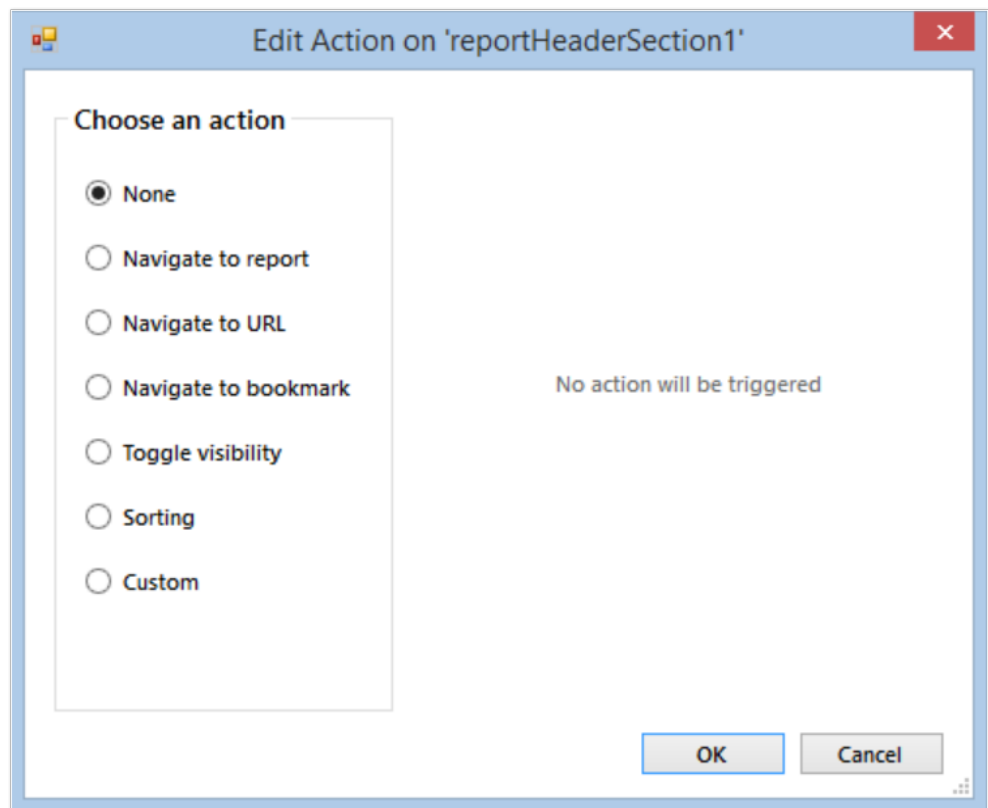 Edit Action on 'reportHeaderSection1'
Choose an action
None
Navigate to report
Navigate to URL
Navigate to bookmark
Toggle visibility
Sorting
Custom
No action will be triggered
OK
Cancel